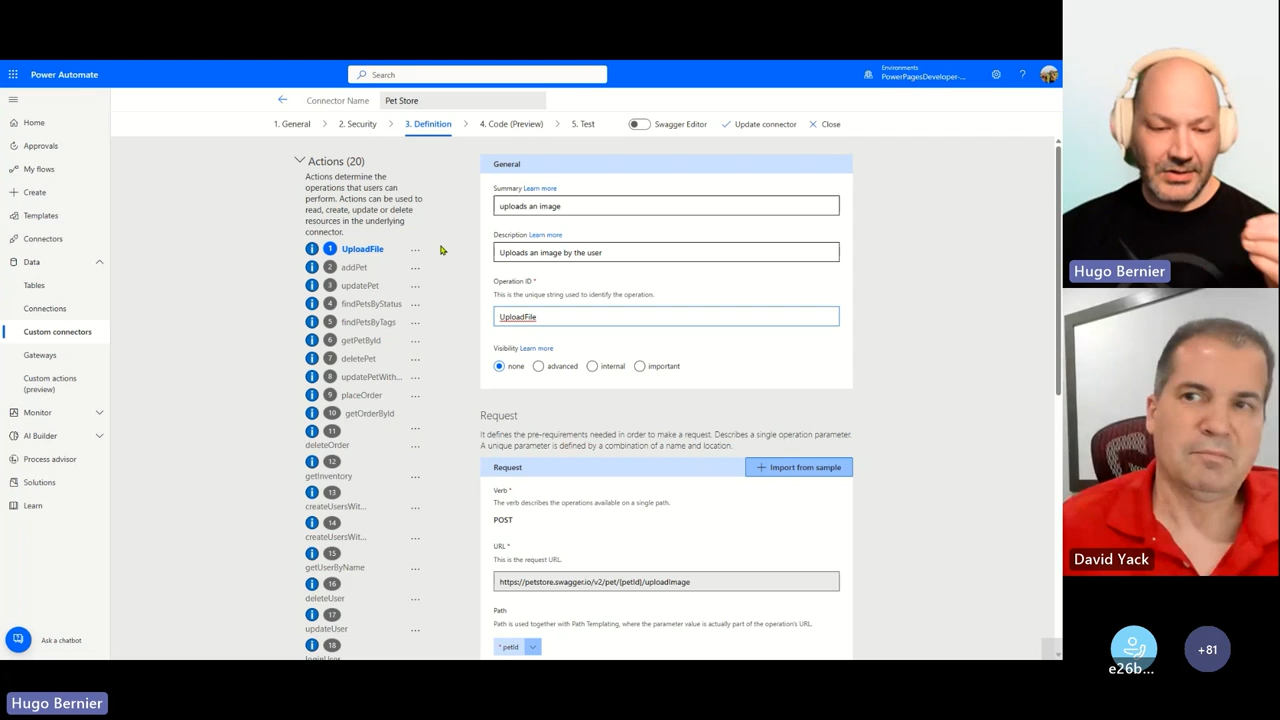 Power Automate
Search
Environments
PowerPagesDeveloper-...
?
Connector Name
Pet Store
1. General
2. Security
3. Definition
4. Code (Preview)
5. Test
Swagger Editor
Update connector
Close
Home
Approvals
My flows
Create
Templates
Connectors
Data
Tables
Connections
Custom connectors
Gateways
Custom actions
(preview)
Monitor
AI Builder
Process advisor
Solutions
Learn
Ask a chatbot
Actions (20)
Actions determine the
operations that users can
perform. Actions can be used to
read, create, update or delete
resources in the underlying
connector.
1 UploadFile ...
2 addPet ...
3 updatePet ...
4 findPetsByStatus ...
5 findPetsByTags ...
6 getPetById ...
7 deletePet ...
8 updatePetWith... ...
9 placeOrder ...
10 getOrderById ...
11
deleteOrder ...
12
getInventory ...
13
createUsersWit... ...
14
createUsersWit... ...
15
getUserByName ...
16
deleteUser ...
17
updateUser ...
18
loginUser
General
Summary Learn more
uploads an image
Description Learn more
Uploads an image by the user
Operation ID *
This is the unique string used to identify the operation.
UploadFile
Visibility Learn more
none advanced internal important
Request
It defines the pre-requirements needed in order to make a request. Describes a single operation parameter.
A unique parameter is defined by a combination of name and location.
Request
+ Import from sample
Verb *
The verb describes the operations available on a single path.
POST
URL *
This is the request URL.
https://petstore.swagger.io/v2/pet/{petId}/uploadImage
Path
Path is used together with Path Templating, where the parameter value is actually part of the operation's URL.
* petId
Hugo Bernier
David Yack
e26b...
+81
Hugo Bernier